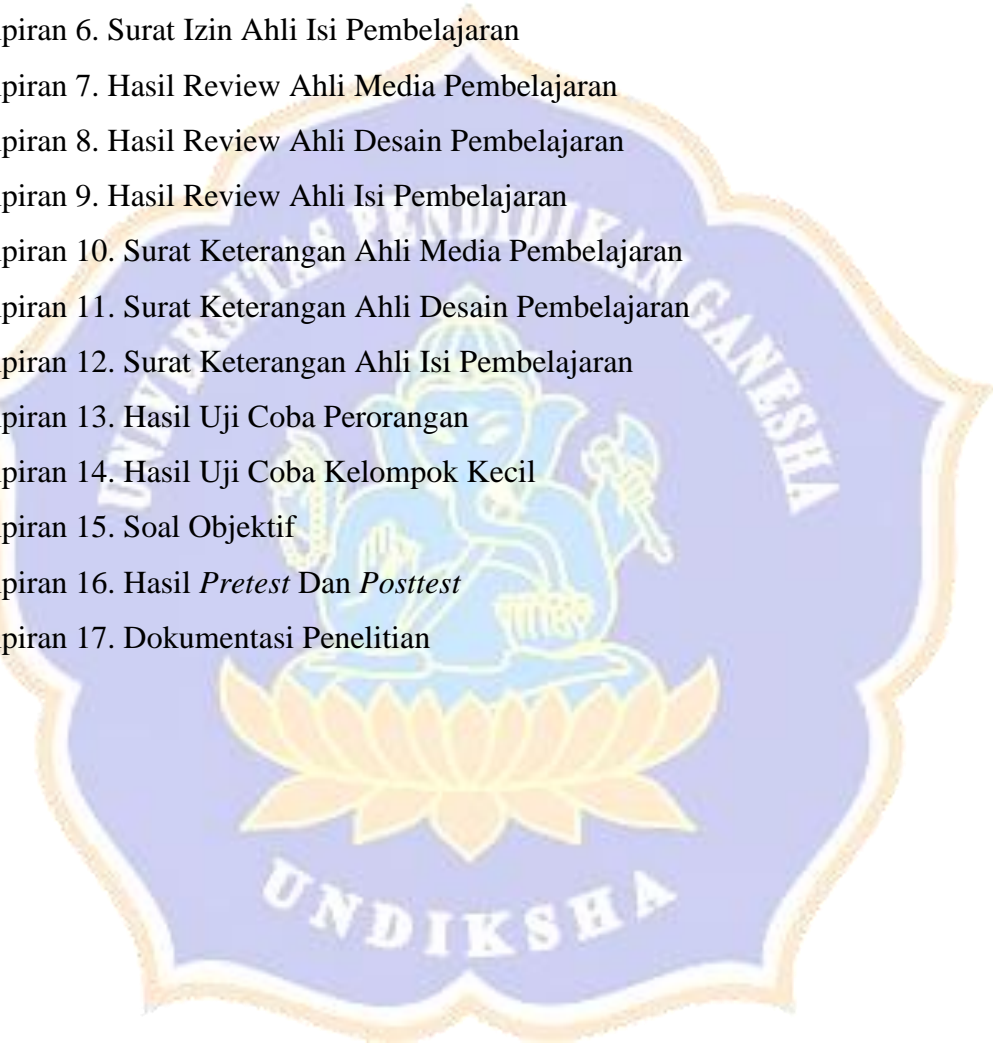 piran 6. Surat Izin Ahli Isi Pembelajaran
piran 7. Hasil Review Ahli Media Pembelajaran
piran 8. Hasil Review Ahli Desain Pembelajaran
piran 9. Hasil Review Ahli Isi Pembelajaran
piran 10. Surat Keterangan Ahli Media Pembelajaran
piran 11. Surat Keterangan Ahli Desain Pembelajaran
piran 12. Surat Keterangan Ahli Isi Pembelajaran
piran 13. Hasil Uji Coba Perorangan
piran 14. Hasil Uji Coba Kelompok Kecil
piran 15. Soal Objektif
piran 16. Hasil Pretest Dan Posttest
piran 17. Dokumentasi Penelitian
UNIVERSITAS PENDIDIKAN GANESHA
UNDIKSHA